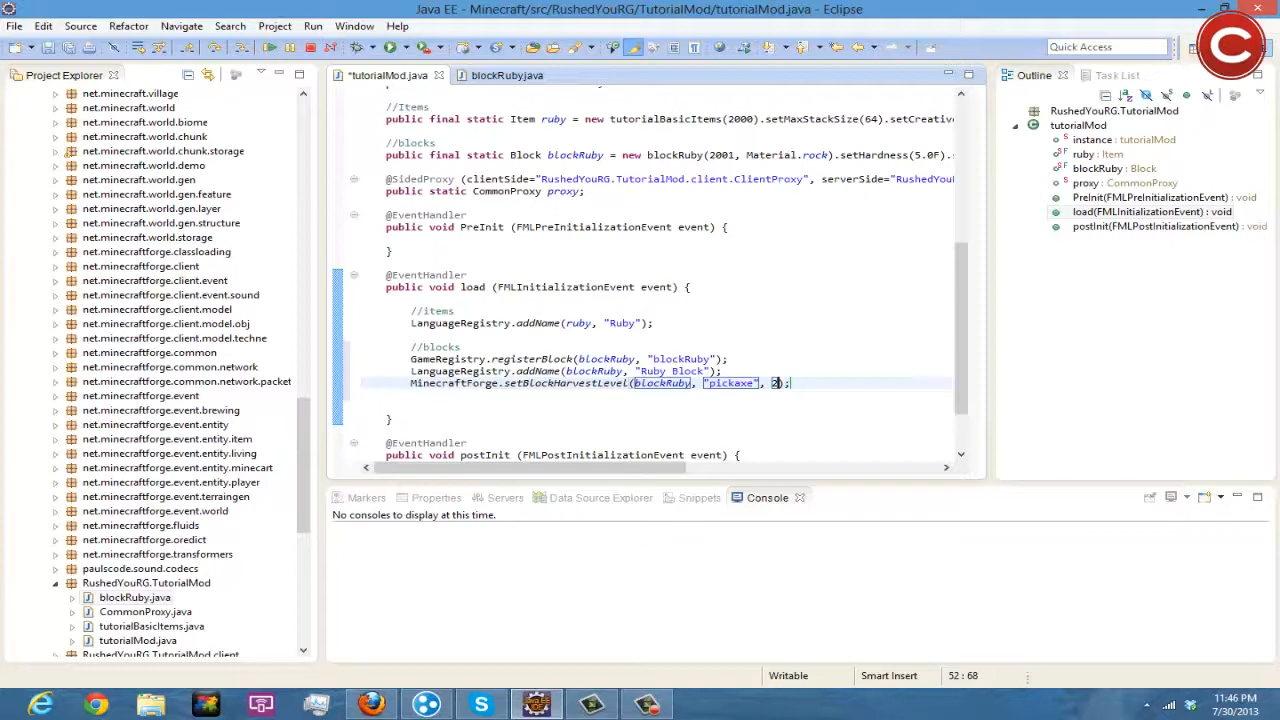 Java EE - Minecraft/src/RushedYouRG/TutorialMod/tutorialMod.java - Eclipse
File Edit Source Refactor Navigate Search Project Run Window Help
Quick Access
Project Explorer
net.minecraft.village
net.minecraft.world
net.minecraft.world.biome
net.minecraft.world.chunk
net.minecraft.world.chunk.storage
net.minecraft.world.demo
net.minecraft.world.gen
net.minecraft.world.gen.feature
net.minecraft.world.gen.layer
net.minecraft.world.gen.structure
net.minecraft.world.storage
net.minecraftforge.classloading
net.minecraftforge.client
net.minecraftforge.client.event
net.minecraftforge.client.event.sound
net.minecraftforge.client.model
net.minecraftforge.client.model.obj
net.minecraftforge.client.model.techne
net.minecraftforge.common
net.minecraftforge.common.network
net.minecraftforge.common.network.packet
net.minecraftforge.event
net.minecraftforge.event.brewing
net.minecraftforge.event.entity
net.minecraftforge.event.entity.item
net.minecraftforge.event.entity.living
net.minecraftforge.event.entity.minecart
net.minecraftforge.event.entity.player
net.minecraftforge.event.terraingen
net.minecraftforge.event.world
net.minecraftforge.fluids
net.minecraftforge.oredict
net.minecraftforge.transformers
paulscode.sound.codecs
RushedYouRG.TutorialMod
blockRuby.java
CommonProxy.java
tutorialBasicItems.java
tutorialMod.java
RushedYouRG.TutorialMod.client
*tutorialMod.java
blockRuby.java
//Items
public final static Item ruby = new tutorialBasicItems(2000).setMaxStackSize(64).setCreative
//blocks
public final static Block blockRuby = new blockRuby(2001, Material.rock).setHardness(5.0F).s
@SidedProxy (clientSide="RushedYouRG.TutorialMod.client.ClientProxy", serverSide="RushedYouR
public static CommonProxy proxy;
@EventHandler
public void PreInit (FMLPreInitializationEvent event) {
}
@EventHandler
public void load (FMLInitializationEvent event) {
//items
LanguageRegistry.addName(ruby, "Ruby");
//blocks
GameRegistry.registerBlock(blockRuby, "blockRuby");
LanguageRegistry.addName(blockRuby, "Ruby Block");
MinecraftForge.setBlockHarvestLevel(blockRuby, "pickaxe", 2);
}
@EventHandler
public void postInit (FMLPostInitializationEvent event) {
Outline
Task List
RushedYouRG.TutorialMod
tutorialMod
instance : tutorialMod
ruby : Item
blockRuby : Block
proxy : CommonProxy
PreInit(FMLPreInitializationEvent) : void
load(FMLInitializationEvent) : void
postInit(FMLPostInitializationEvent) : void
Markers Properties Servers Data Source Explorer Snippets Console
No consoles to display at this time.
Writable Smart Insert 52 : 68
11:46 PM
7/30/2013